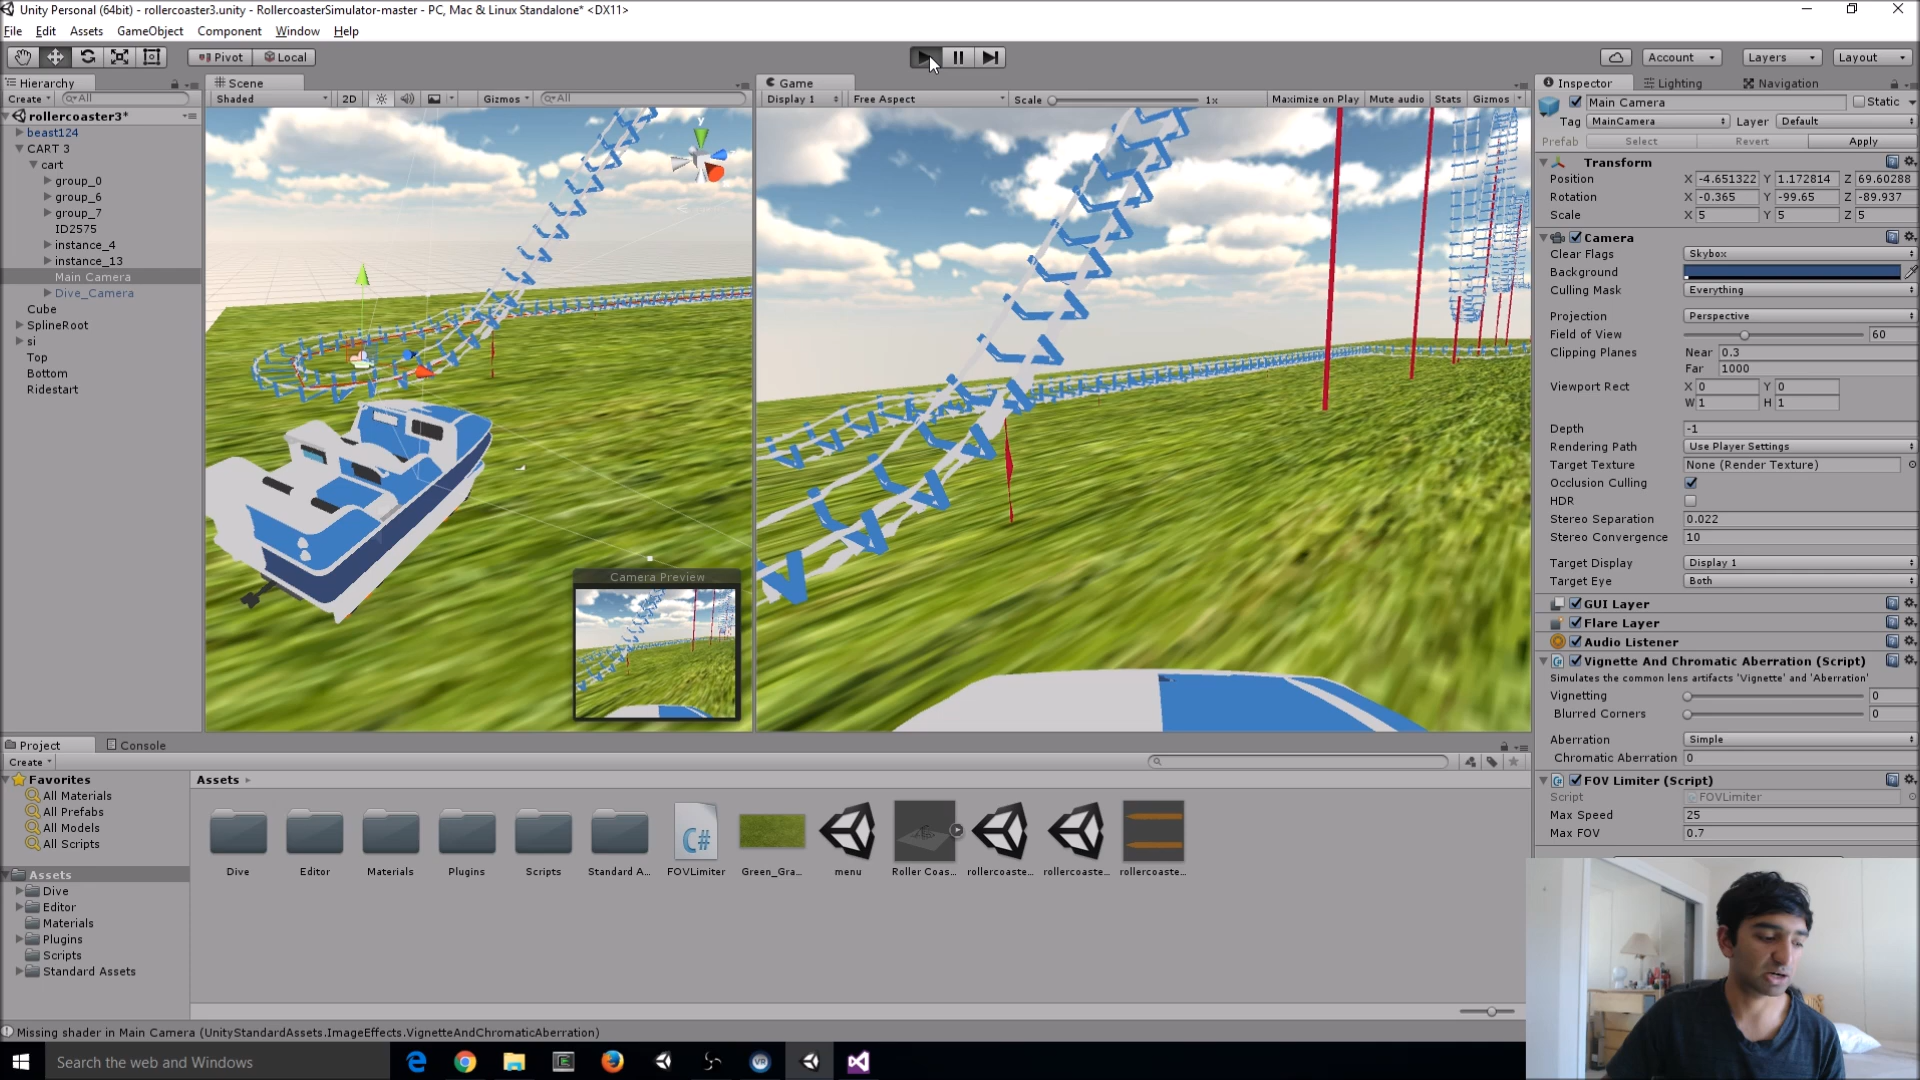 Unity Personal (64bit) - rollercoaster3.unity - RollercoasterSimulator-master - PC, Mac & Linux Standalone* <DX11>
File Edit Assets GameObject Component Window Help
Pivot Local
Account Layers Layout
Hierarchy
Create All
rollercoaster3*
beast124
CART 3
cart
group_0
group_6
group_7
ID2575
instance_4
instance_13
Main Camera
Dive_Camera
Cube
SplineRoot
si
Top
Bottom
Ridestart
Scene
Shaded 2D Gizmos All
y
Camera Preview
Game
Display 1 Free Aspect Scale 1x Maximize on Play Mute audio Stats Gizmos
Inspector Lighting Navigation
Main Camera Static
Tag MainCamera Layer Default
Prefab Select Revert Apply
Transform
Position X -4.651322 Y 1.172814 Z 69.60288
Rotation X -0.365 Y -99.65 Z -89.937
Scale X 5 Y 5 Z 5
Camera
Clear Flags Skybox
Background
Culling Mask Everything
Projection Perspective
Field of View 60
Clipping Planes Near 0.3
Far 1000
Viewport Rect X 0 Y 0
W 1 H 1
Depth -1
Rendering Path Use Player Settings
Target Texture None (Render Texture)
Occlusion Culling
HDR
Stereo Separation 0.022
Stereo Convergence 10
Target Display Display 1
Target Eye Both
GUI Layer
Flare Layer
Audio Listener
Vignette And Chromatic Aberration (Script)
Simulates the common lens artifacts 'Vignette' and 'Aberration'
Vignetting 0
Blurred Corners 0
Aberration Simple
Chromatic Aberration 0
FOV Limiter (Script)
Script FOVLimiter
Max Speed 25
Max FOV 0.7
Project Console
Create
Favorites
All Materials
All Prefabs
All Models
All Scripts
Assets
Dive
Editor
Materials
Plugins
Scripts
Standard Assets
Assets
Dive Editor Materials Plugins Scripts Standard A... FOVLimiter Green_Gra... menu Roller Coas... rollercoaste... rollercoaste... rollercoaste...
C#
Missing shader in Main Camera (UnityStandardAssets.ImageEffects.VignetteAndChromaticAberration)
Search the web and Windows
VR